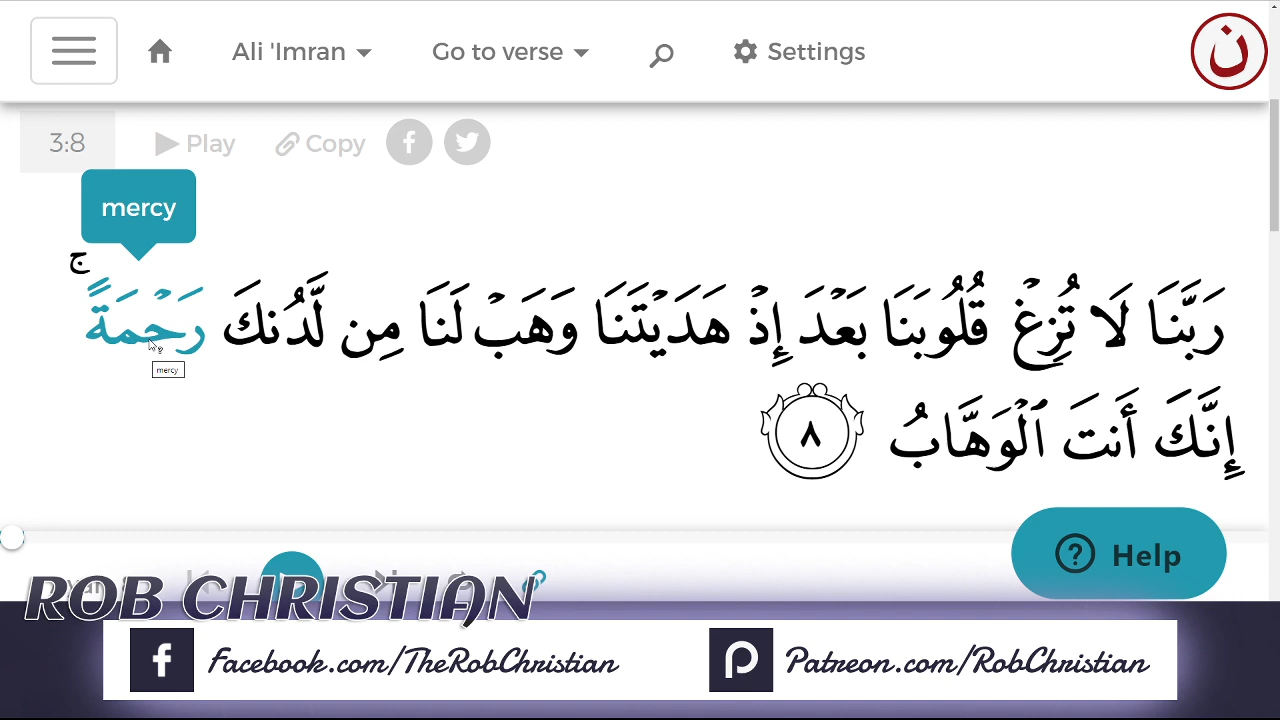 Ali 'Imran
Go to verse
Settings
ن
3:8
Play
Copy
mercy
رَبَّنَا لَا تُزِغْ قُلُوبَنَا بَعْدَ إِذْ هَدَيْتَنَا وَهَبْ لَنَا مِن لَّدُنكَ رَحْمَةً ۚ
mercy
إِنَّكَ أَنتَ ٱلْوَهَّابُ ٨
Help
ROB CHRISTIAN
Facebook.com/TheRobChristian
Patreon.com/RobChristian